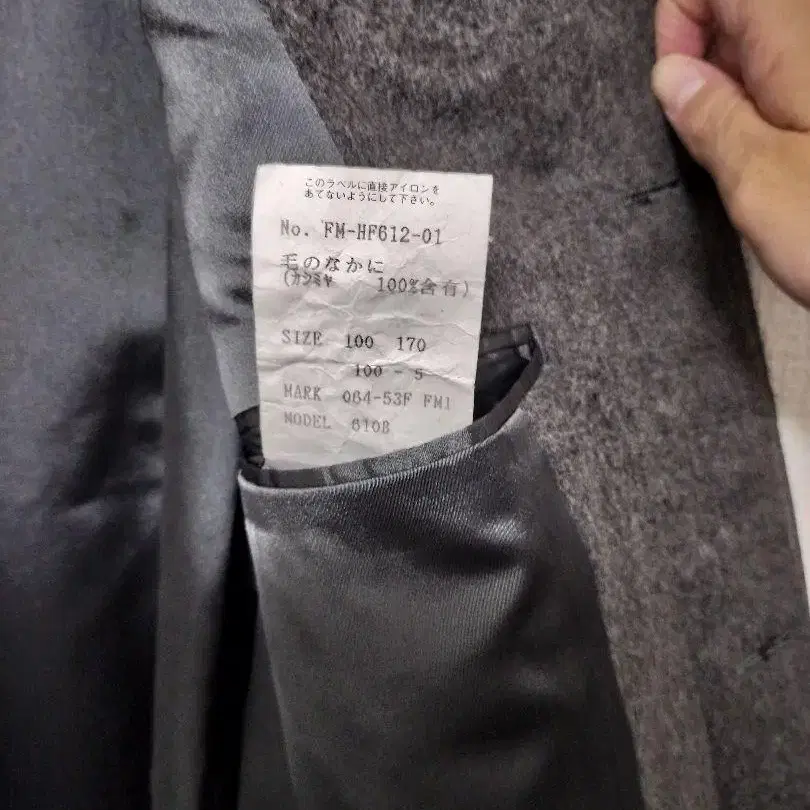 このラベルに直接アイロンを
あてないようにして下さい。
No. FM-HF612-01
毛のなかに
(カシミヤ 100%含有)
SIZE 100 170
100 - 5
MARK 064-53F FM1
MODEL 610B